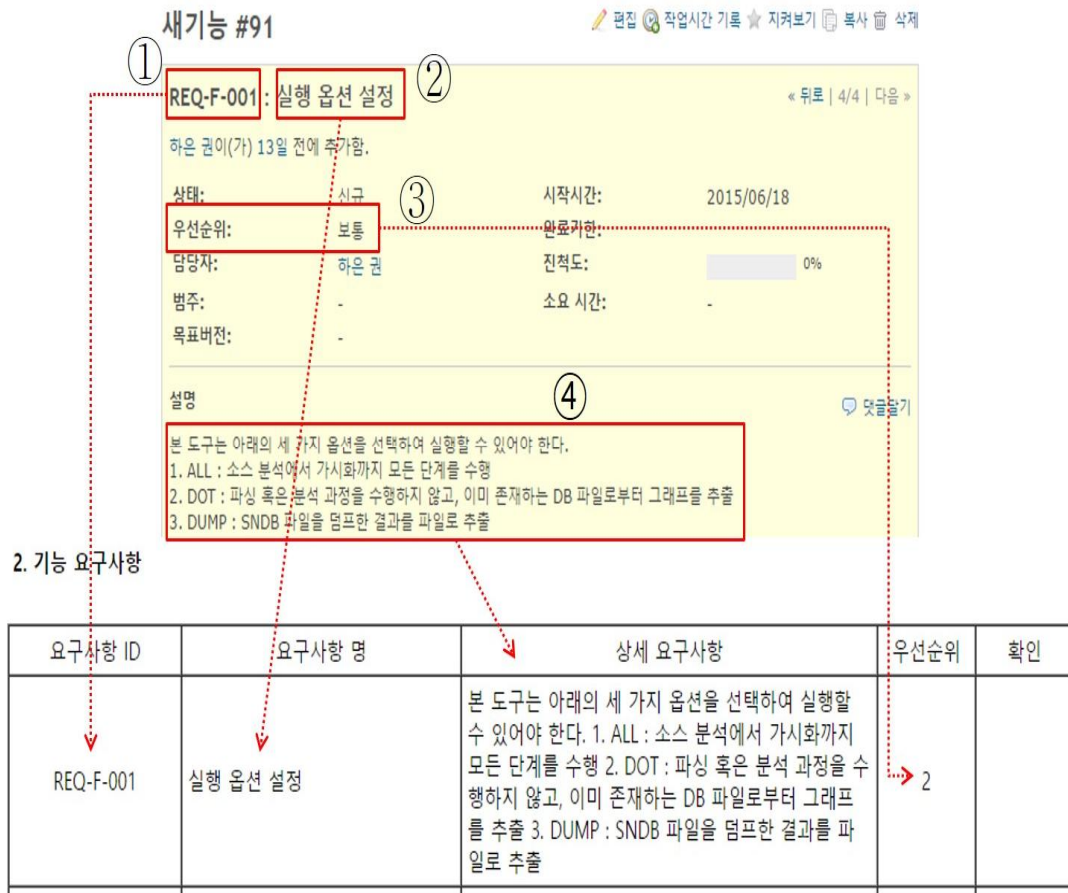 새기능 #91
편집 작업시간 기록 지켜보기 복사 삭제
① ②
REQ-F-001 : 실행 옵션 설정
« 뒤로 | 4/4 | 다음 »
하은 권이(가) 13일 전에 추가함.
③
상태: 신규 시작시간: 2015/06/18
우선순위: 보통 완료기한:
담당자: 하은 권 진척도: 0%
범주: - 소요 시간: -
목표버전: -
④
설명 댓글달기
본 도구는 아래의 세 가지 옵션을 선택하여 실행할 수 있어야 한다.
1. ALL : 소스 분석에서 가시화까지 모든 단계를 수행
2. DOT : 파싱 혹은 분석 과정을 수행하지 않고, 이미 존재하는 DB 파일로부터 그래프를 추출
3. DUMP : SNDB 파일을 덤프한 결과를 파일로 추출
2. 기능 요구사항
요구사항 ID 요구사항 명 상세 요구사항 우선순위 확인
REQ-F-001
실행 옵션 설정
본 도구는 아래의 세 가지 옵션을 선택하여 실행할
수 있어야 한다. 1. ALL : 소스 분석에서 가시화까지
모든 단계를 수행 2. DOT : 파싱 혹은 분석 과정을 수
행하지 않고, 이미 존재하는 DB 파일로부터 그래프
를 추출 3. DUMP : SNDB 파일을 덤프한 결과를 파
일로 추출
2